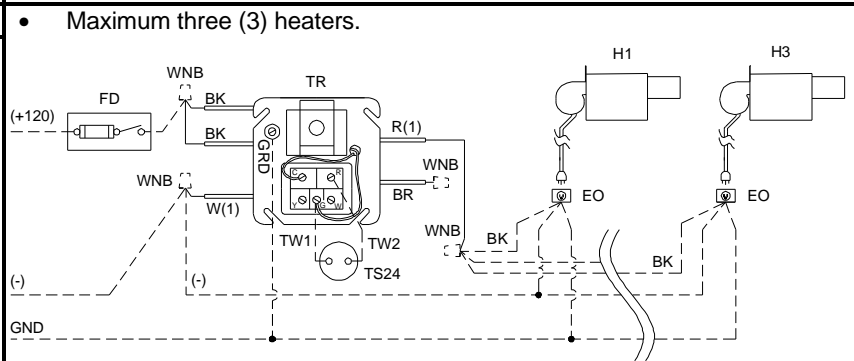 • Maximum three (3) heaters.
H1
H3
WNB
TR
FD
BK
(+120)
R(1)
BK
GRD
WNB
C
R
WNB
BR
EO
EO
Y
G
W
W(1)
WNB
BK
TW1
TW2
BK
TS24
(-)
(-)
GND